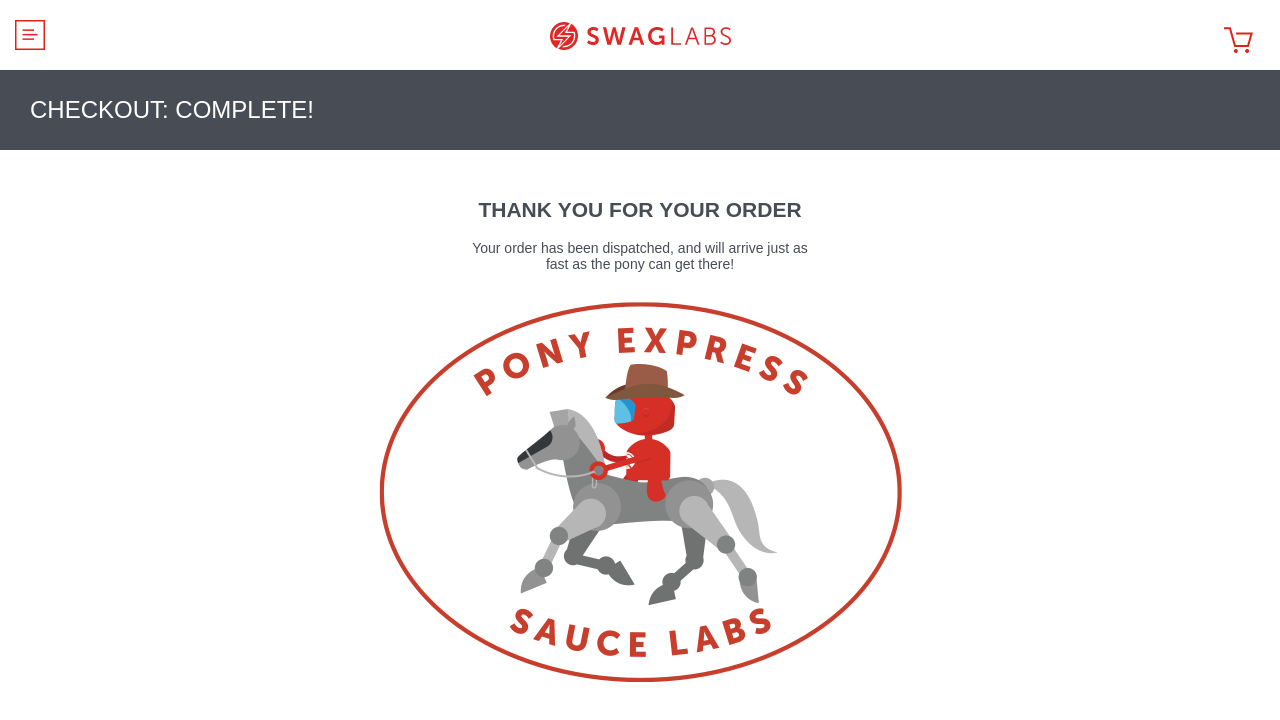 SWAGLABS
CHECKOUT: COMPLETE!
THANK YOU FOR YOUR ORDER
Your order has been dispatched, and will arrive just as
fast as the pony can get there!
PONY EXPRESS
SAUCE LABS